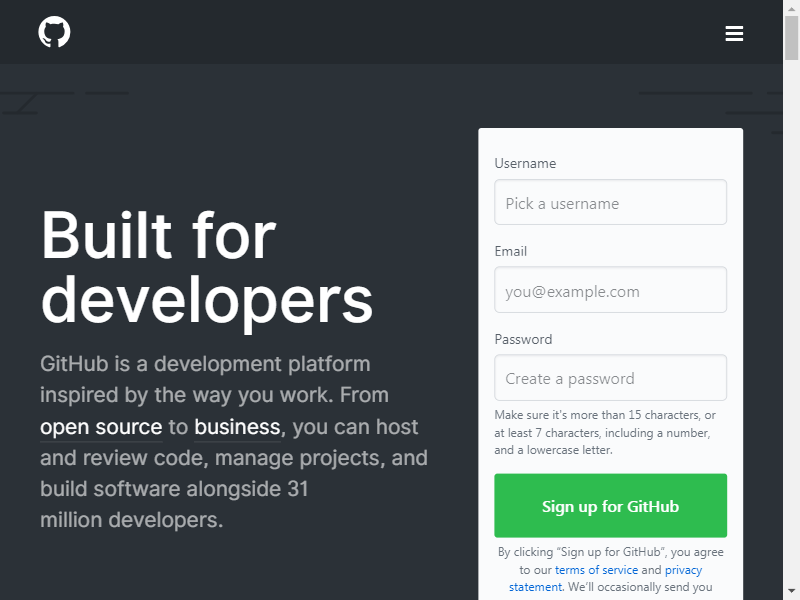 Built for
developers
GitHub is a development platform
inspired by the way you work. From
open source to business, you can host
and review code, manage projects, and
build software alongside 31
million developers.
Username
Pick a username
Email
you@example.com
Password
Create a password
Make sure it's more than 15 characters, or
at least 7 characters, including a number,
and a lowercase letter.
Sign up for GitHub
By clicking “Sign up for GitHub”, you agree
to our terms of service and privacy
statement. We’ll occasionally send you